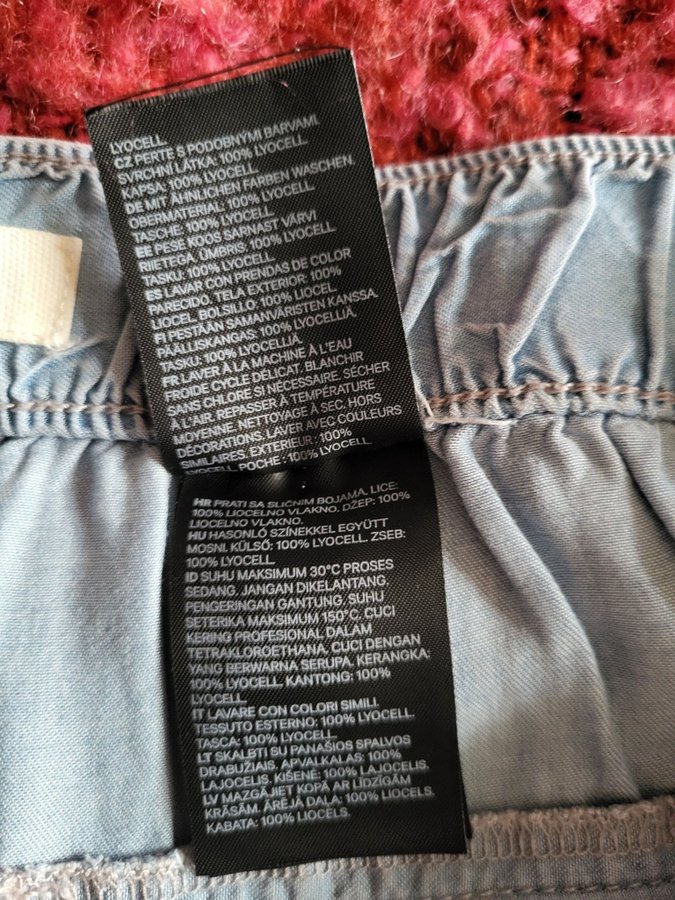 LYOCELL.
CZ PERTE S PODOBNÝMI BARVAMI.
SVRCHNÍ LÁTKA: 100% LYOCELL.
KAPSA: 100% LYOCELL.
DE MIT ÄHNLICHEN FARBEN WASCHEN.
OBERMATERIAL: 100% LYOCELL.
TASCHE: 100% LYOCELL.
EE PESE KOOS SARNAST VÄRVI
RIIETEGA. ÜMBRIS: 100% LYOCELL.
TASKU: 100% LYOCELL.
ES LAVAR CON PRENDAS DE COLOR
PARECIDO. TELA EXTERIOR: 100%
LIOCEL. BOLSILLO: 100% LIOCEL.
FI PESTÄÄN SAMANVÄRISTEN KANSSA.
PÄÄLLISKANGAS: 100% LYOCELLIÄ.
TASKU: 100% LYOCELLIÄ.
FR LAVER À LA MACHINE À L'EAU
FROIDE CYCLE DÉLICAT. BLANCHIR
SANS CHLORE SI NÉCESSAIRE. SÉCHER
À L'AIR. REPASSER À TEMPÉRATURE
MOYENNE. NETTOYAGE À SEC. HORS
DÉCORATIONS. LAVER AVEC COULEURS
SIMILAIRES. EXTÉRIEUR : 100%
LYOCELL. POCHE : 100% LYOCELL.
HR PRATI SA SLIČNIM BOJAMA. LICE:
100% LIOCELNO VLAKNO. DŽEP: 100%
LIOCELNO VLAKNO.
HU HASONLÓ SZÍNEKKEL EGYÜTT
MOSNI. KÜLSŐ: 100% LYOCELL. ZSEB:
100% LYOCELL.
ID SUHU MAKSIMUM 30°C PROSES
SEDANG. JANGAN DIKELANTANG.
PENGERINGAN GANTUNG. SUHU
SETERIKA MAKSIMUM 150°C. CUCI
KERING PROFESIONAL DALAM
TETRAKLOROETHANA. CUCI DENGAN
YANG BERWARNA SERUPA. KERANGKA:
100% LYOCELL. KANTONG: 100%
LYOCELL.
IT LAVARE CON COLORI SIMILI.
TESSUTO ESTERNO: 100% LYOCELL.
TASCA: 100% LYOCELL.
LT SKALBTI SU PANAŠIOS SPALVOS
DRABUŽIAIS. APVALKALAS: 100%
LAJOCELIS. KIŠENĖ: 100% LAJOCELIS.
LV MAZGĀJIET KOPĀ AR LĪDZĪGĀM
KRĀSĀM. ĀRĒJĀ DAĻA: 100% LIOCELS.
KABATA: 100% LIOCELS.